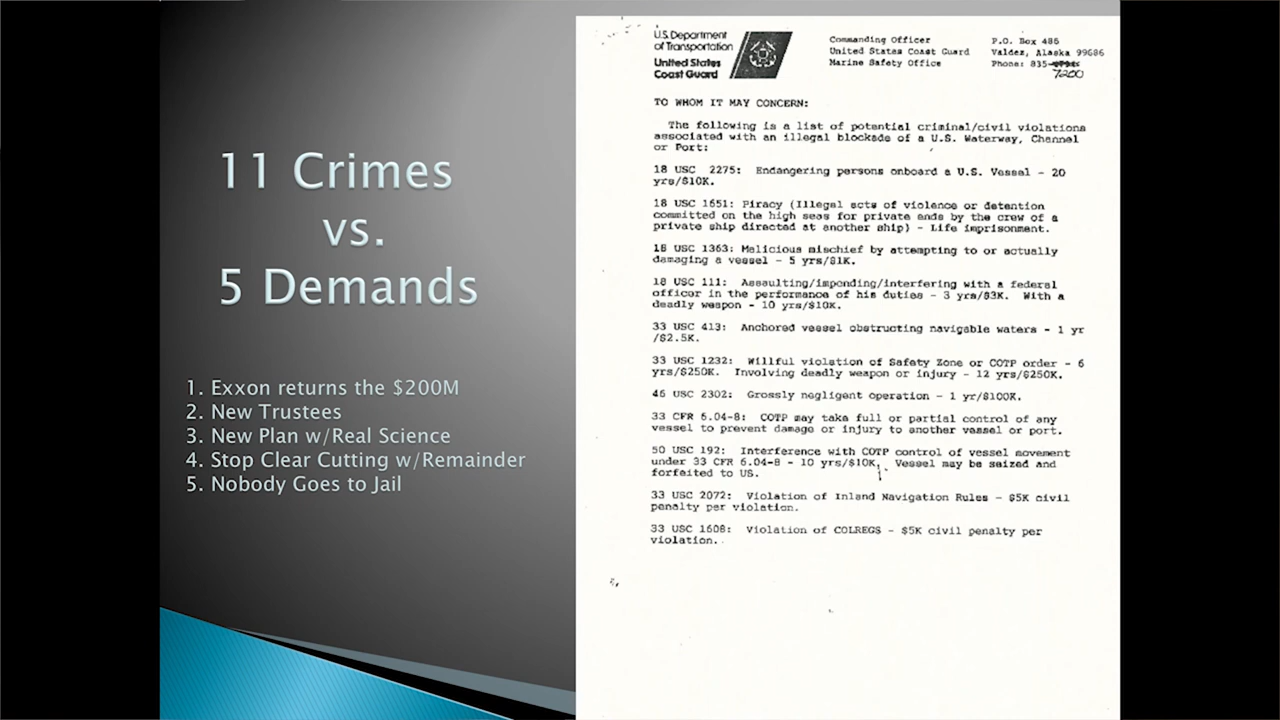 11 Crimes
vs.
5 Demands
1. Exxon returns the $200M
2. New Trustees
3. New Plan w/Real Science
4. Stop Clear Cutting w/Remainder
5. Nobody Goes to Jail
U.S. Department
of Transportation
United States
Coast Guard
Commanding Officer
United States Coast Guard
Marine Safety Office
P.O. Box 486
Valdez, Alaska 99686
Phone: 835-
7200
TO WHOM IT MAY CONCERN:
The following is a list of potential criminal/civil violations
associated with an illegal blockade of a U.S. Waterway, Channel
or Port:
18 USC 2275: Endangering persons onboard a U.S. Vessel - 20
yrs/$10K.
18 USC 1651: Piracy (Illegal acts of violence or detention
committed on the high seas for private ends by the crew of a
private ship directed at another ship) - Life imprisonment.
18 USC 1363: Malicious mischief by attempting to or actually
damaging a vessel - 5 yrs/$1K.
18 USC 111: Assaulting/impending/interfering with a federal
officer in the performance of his duties - 3 yrs/$3K. With a
deadly weapon - 10 yrs/$10K.
33 USC 413: Anchored vessel obstructing navigable waters - 1 yr
/$2.5K.
33 USC 1232: Willful violation of Safety Zone or COTP order - 6
yrs/$250K. Involving deadly weapon or injury - 12 yrs/$250K.
46 USC 2302: Grossly negligent operation - 1 yr/$100K.
33 CFR 6.04-8: COTP may take full or partial control of any
vessel to prevent damage or injury to another vessel or port.
50 USC 192: Interference with COTP control of vessel movement
under 33 CFR 6.04-8 - 10 yrs/$10K. Vessel may be seized and
forfeited to US.
33 USC 2072: Violation of Inland Navigation Rules - $5K civil
penalty per violation.
33 USC 1608: Violation of COLREGS - $5K civil penalty per
violation.